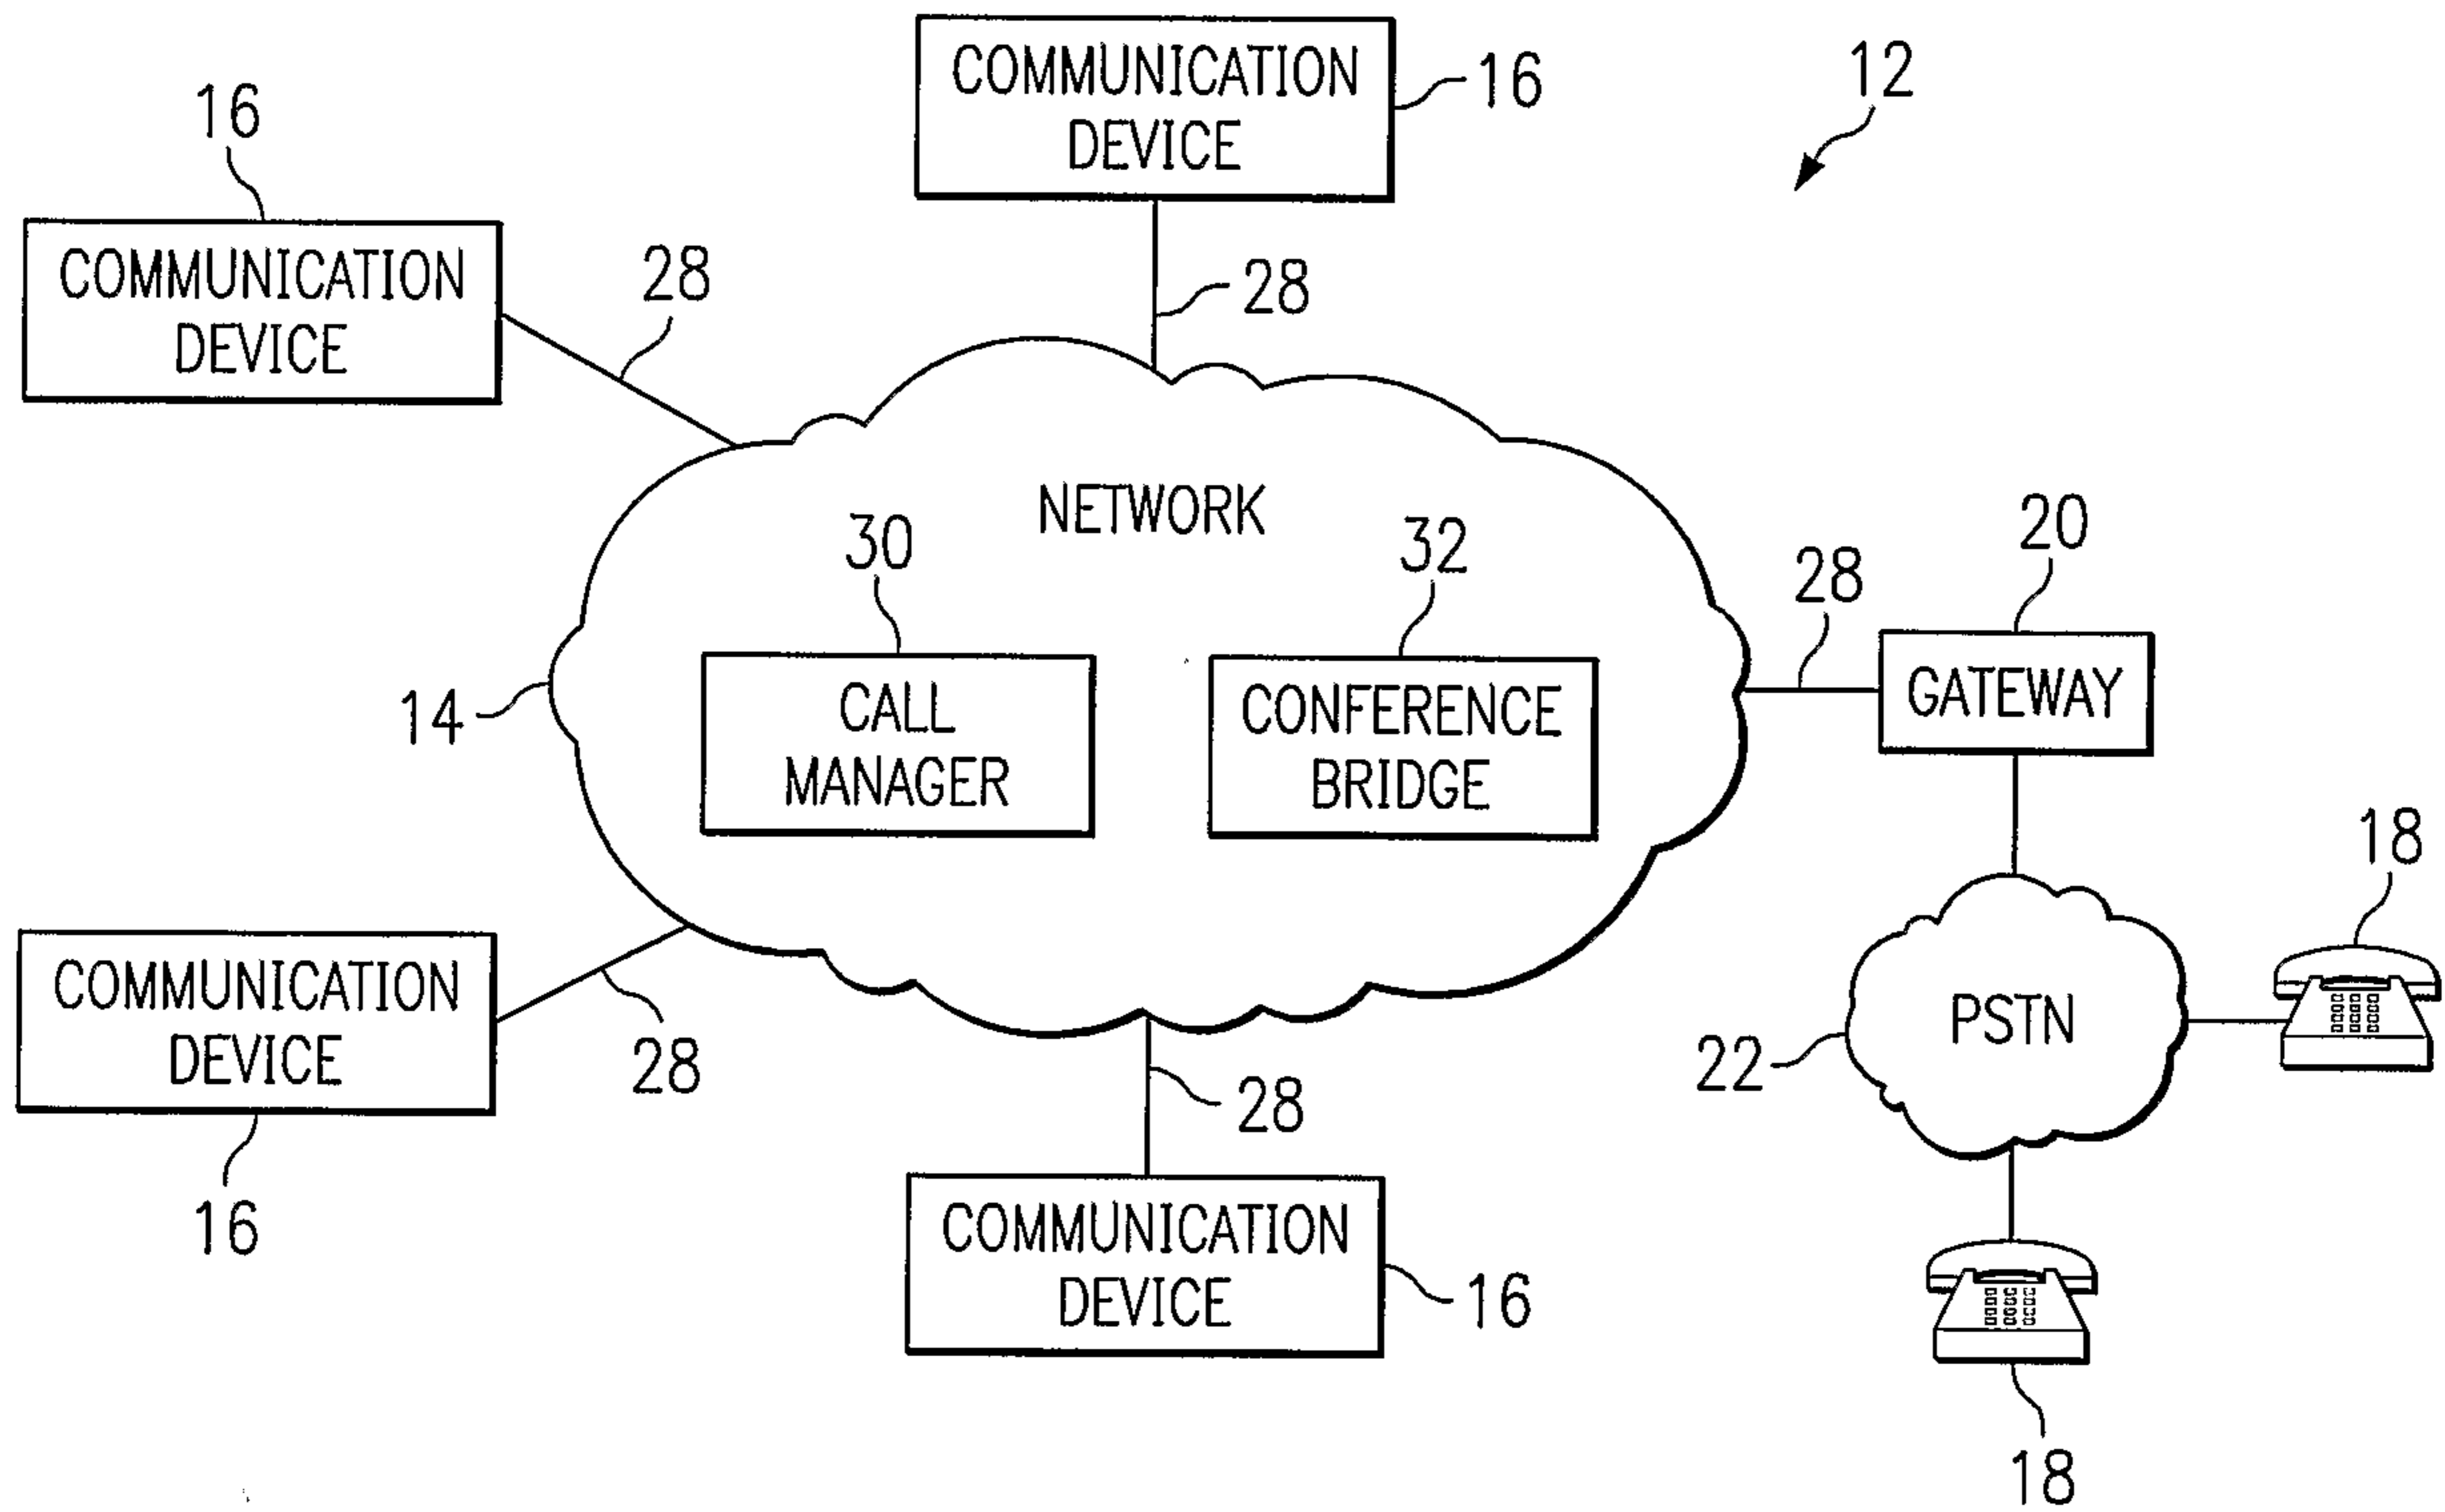 COMMUNICATION
DEVICE
16
12
16
COMMUNICATION
DEVICE
28
28
NETWORK
30
32
20
28
CALL
MANAGER
CONFERENCE
BRIDGE
GATEWAY
14
18
COMMUNICATION
DEVICE
28
16
PSTN
22
28
COMMUNICATION
DEVICE
16
18